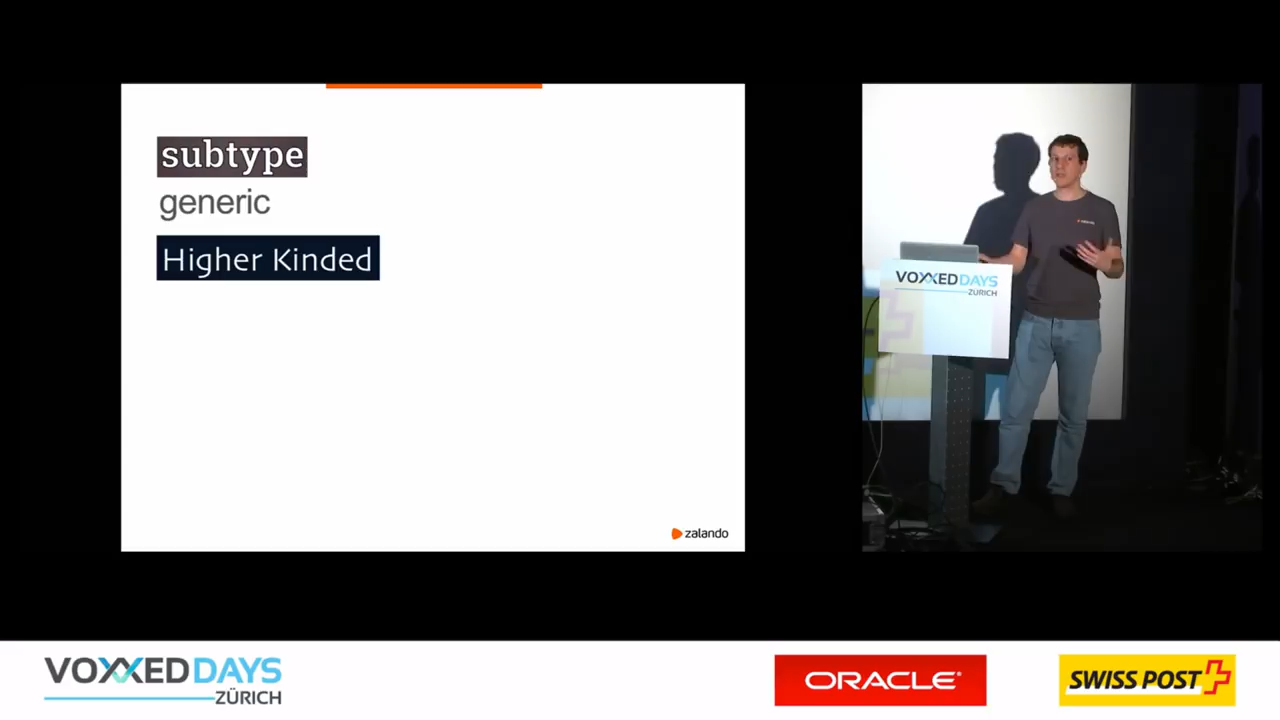 subtype
generic
Higher Kinded
zalando
VOXXED DAYS
ZÜRICH
VOXXED DAYS
ZÜRICH
ORACLE®
SWISS POST